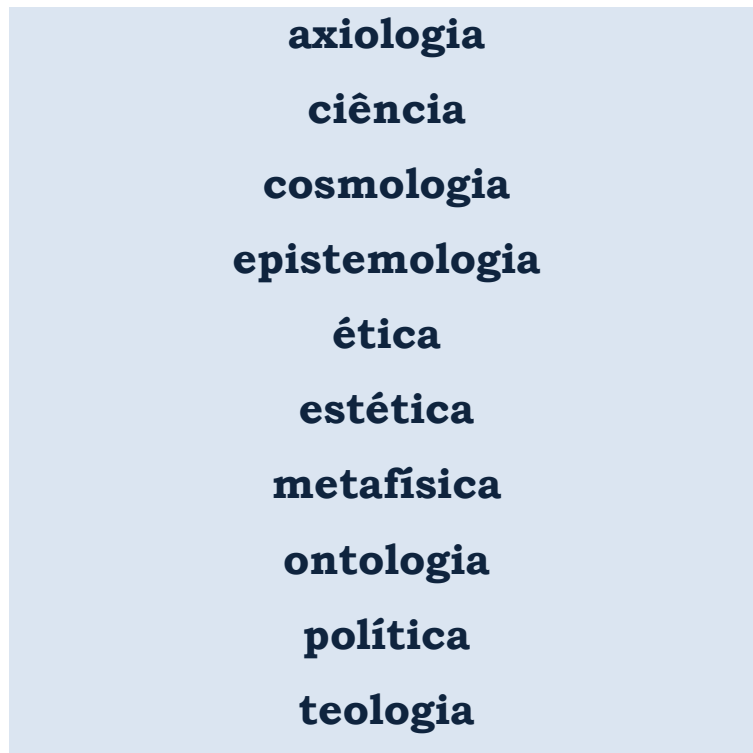 axiologia
ciência
cosmologia
epistemologia
ética
estética
metafísica
ontologia
política
teologia